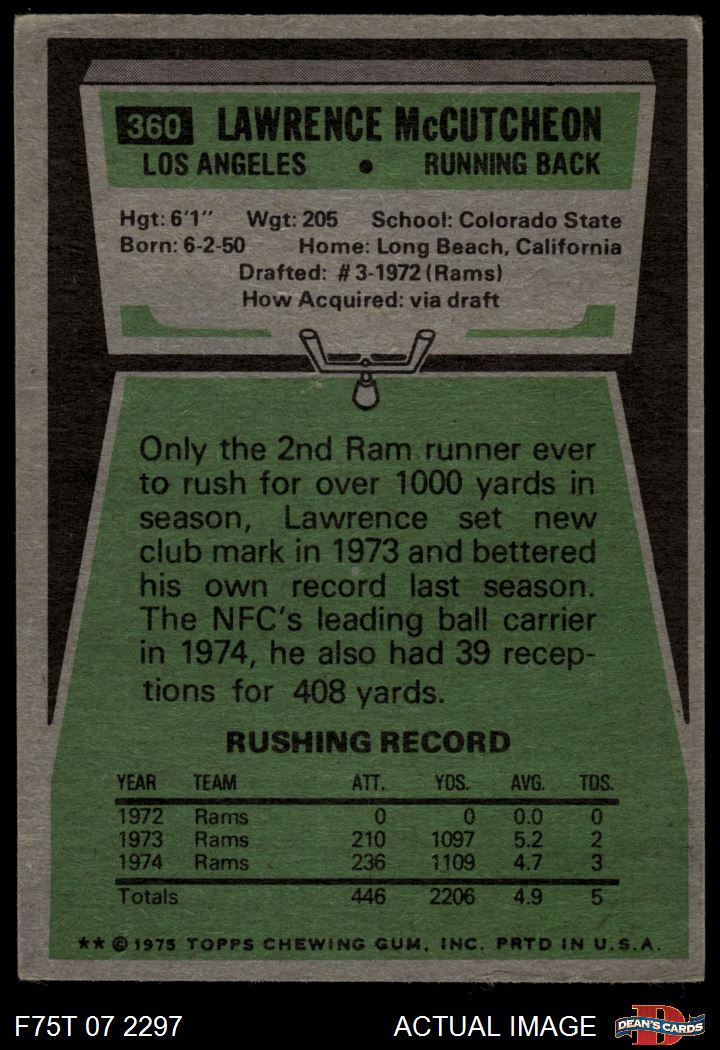 360 LAWRENCE McCUTCHEON
LOS ANGELES • RUNNING BACK
Hgt: 6'1" Wgt: 205 School: Colorado State
Born: 6-2-50 Home: Long Beach, California
Drafted: #3-1972 (Rams)
How Acquired: via draft
Only the 2nd Ram runner ever
to rush for over 1000 yards in
season, Lawrence set new
club mark in 1973 and bettered
his own record last season.
The NFC's leading ball carrier
in 1974, he also had 39 recep-
tions for 408 yards.
RUSHING RECORD
YEAR TEAM ATT. YDS. AVG. TDS.
1972 Rams 0 0 0.0 0
1973 Rams 210 1097 5.2 2
1974 Rams 236 1109 4.7 3
Totals 446 2206 4.9 5
** © 1975 TOPPS CHEWING GUM, INC. PRTD IN U.S.A.
F75T 07 2297 ACTUAL IMAGE D DEAN'S CARDS